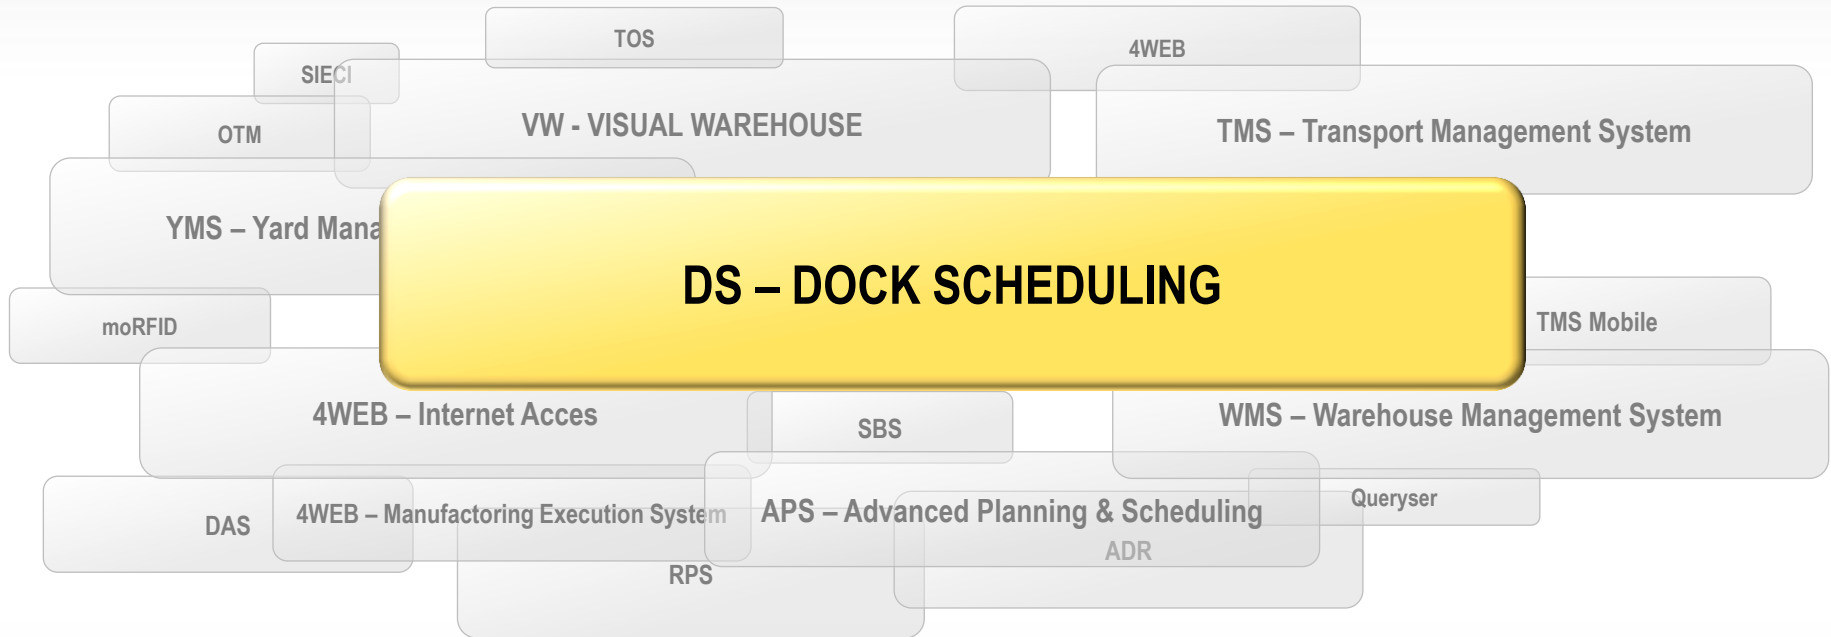 TOS
4WEB
SIECI
OTM
VW - VISUAL WAREHOUSE
TMS – Transport Management System
YMS – Yard Mana
DS – DOCK SCHEDULING
moRFID
TMS Mobile
4WEB – Internet Acces
SBS
WMS – Warehouse Management System
DAS
4WEB – Manufactoring Execution System
APS – Advanced Planning & Scheduling
Queryser
ADR
RPS